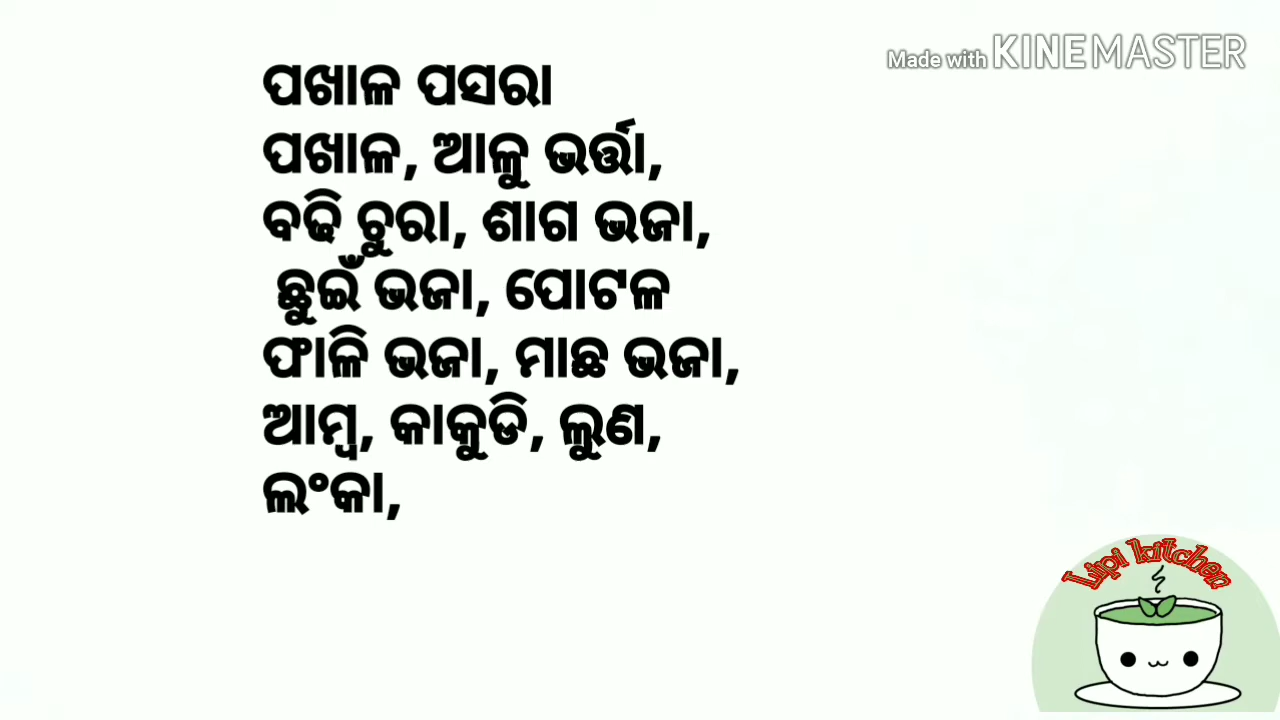 Made with KINEMASTER
ପଖାଳ ପସରା
ପଖାଳ, ଆଳୁ ଭର୍ତ୍ତା,
ବଢି ଚୁରା, ଶାଗ ଭଜା,
ଛୁଇଁ ଭଜା, ପୋଟଳ
ଫାଳି ଭଜା, ମାଛ ଭଜା,
ଆମ୍ବ, କାକୁଡି, ଲୁଣ,
ଲଂକା,
Lipi kitchen